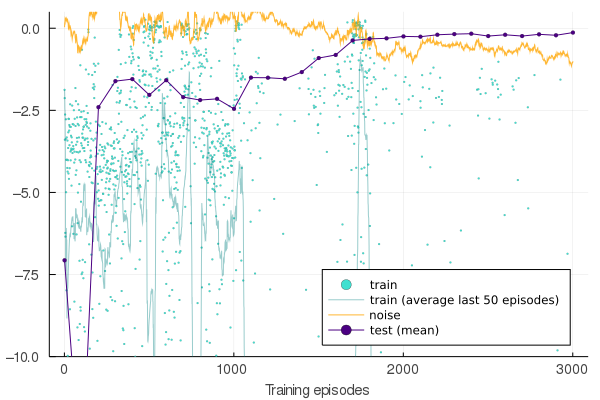 0.0
−2.5
−5.0
−7.5
−10.0
0
1000
2000
3000
Training episodes
train
train (average last 50 episodes)
noise
test (mean)